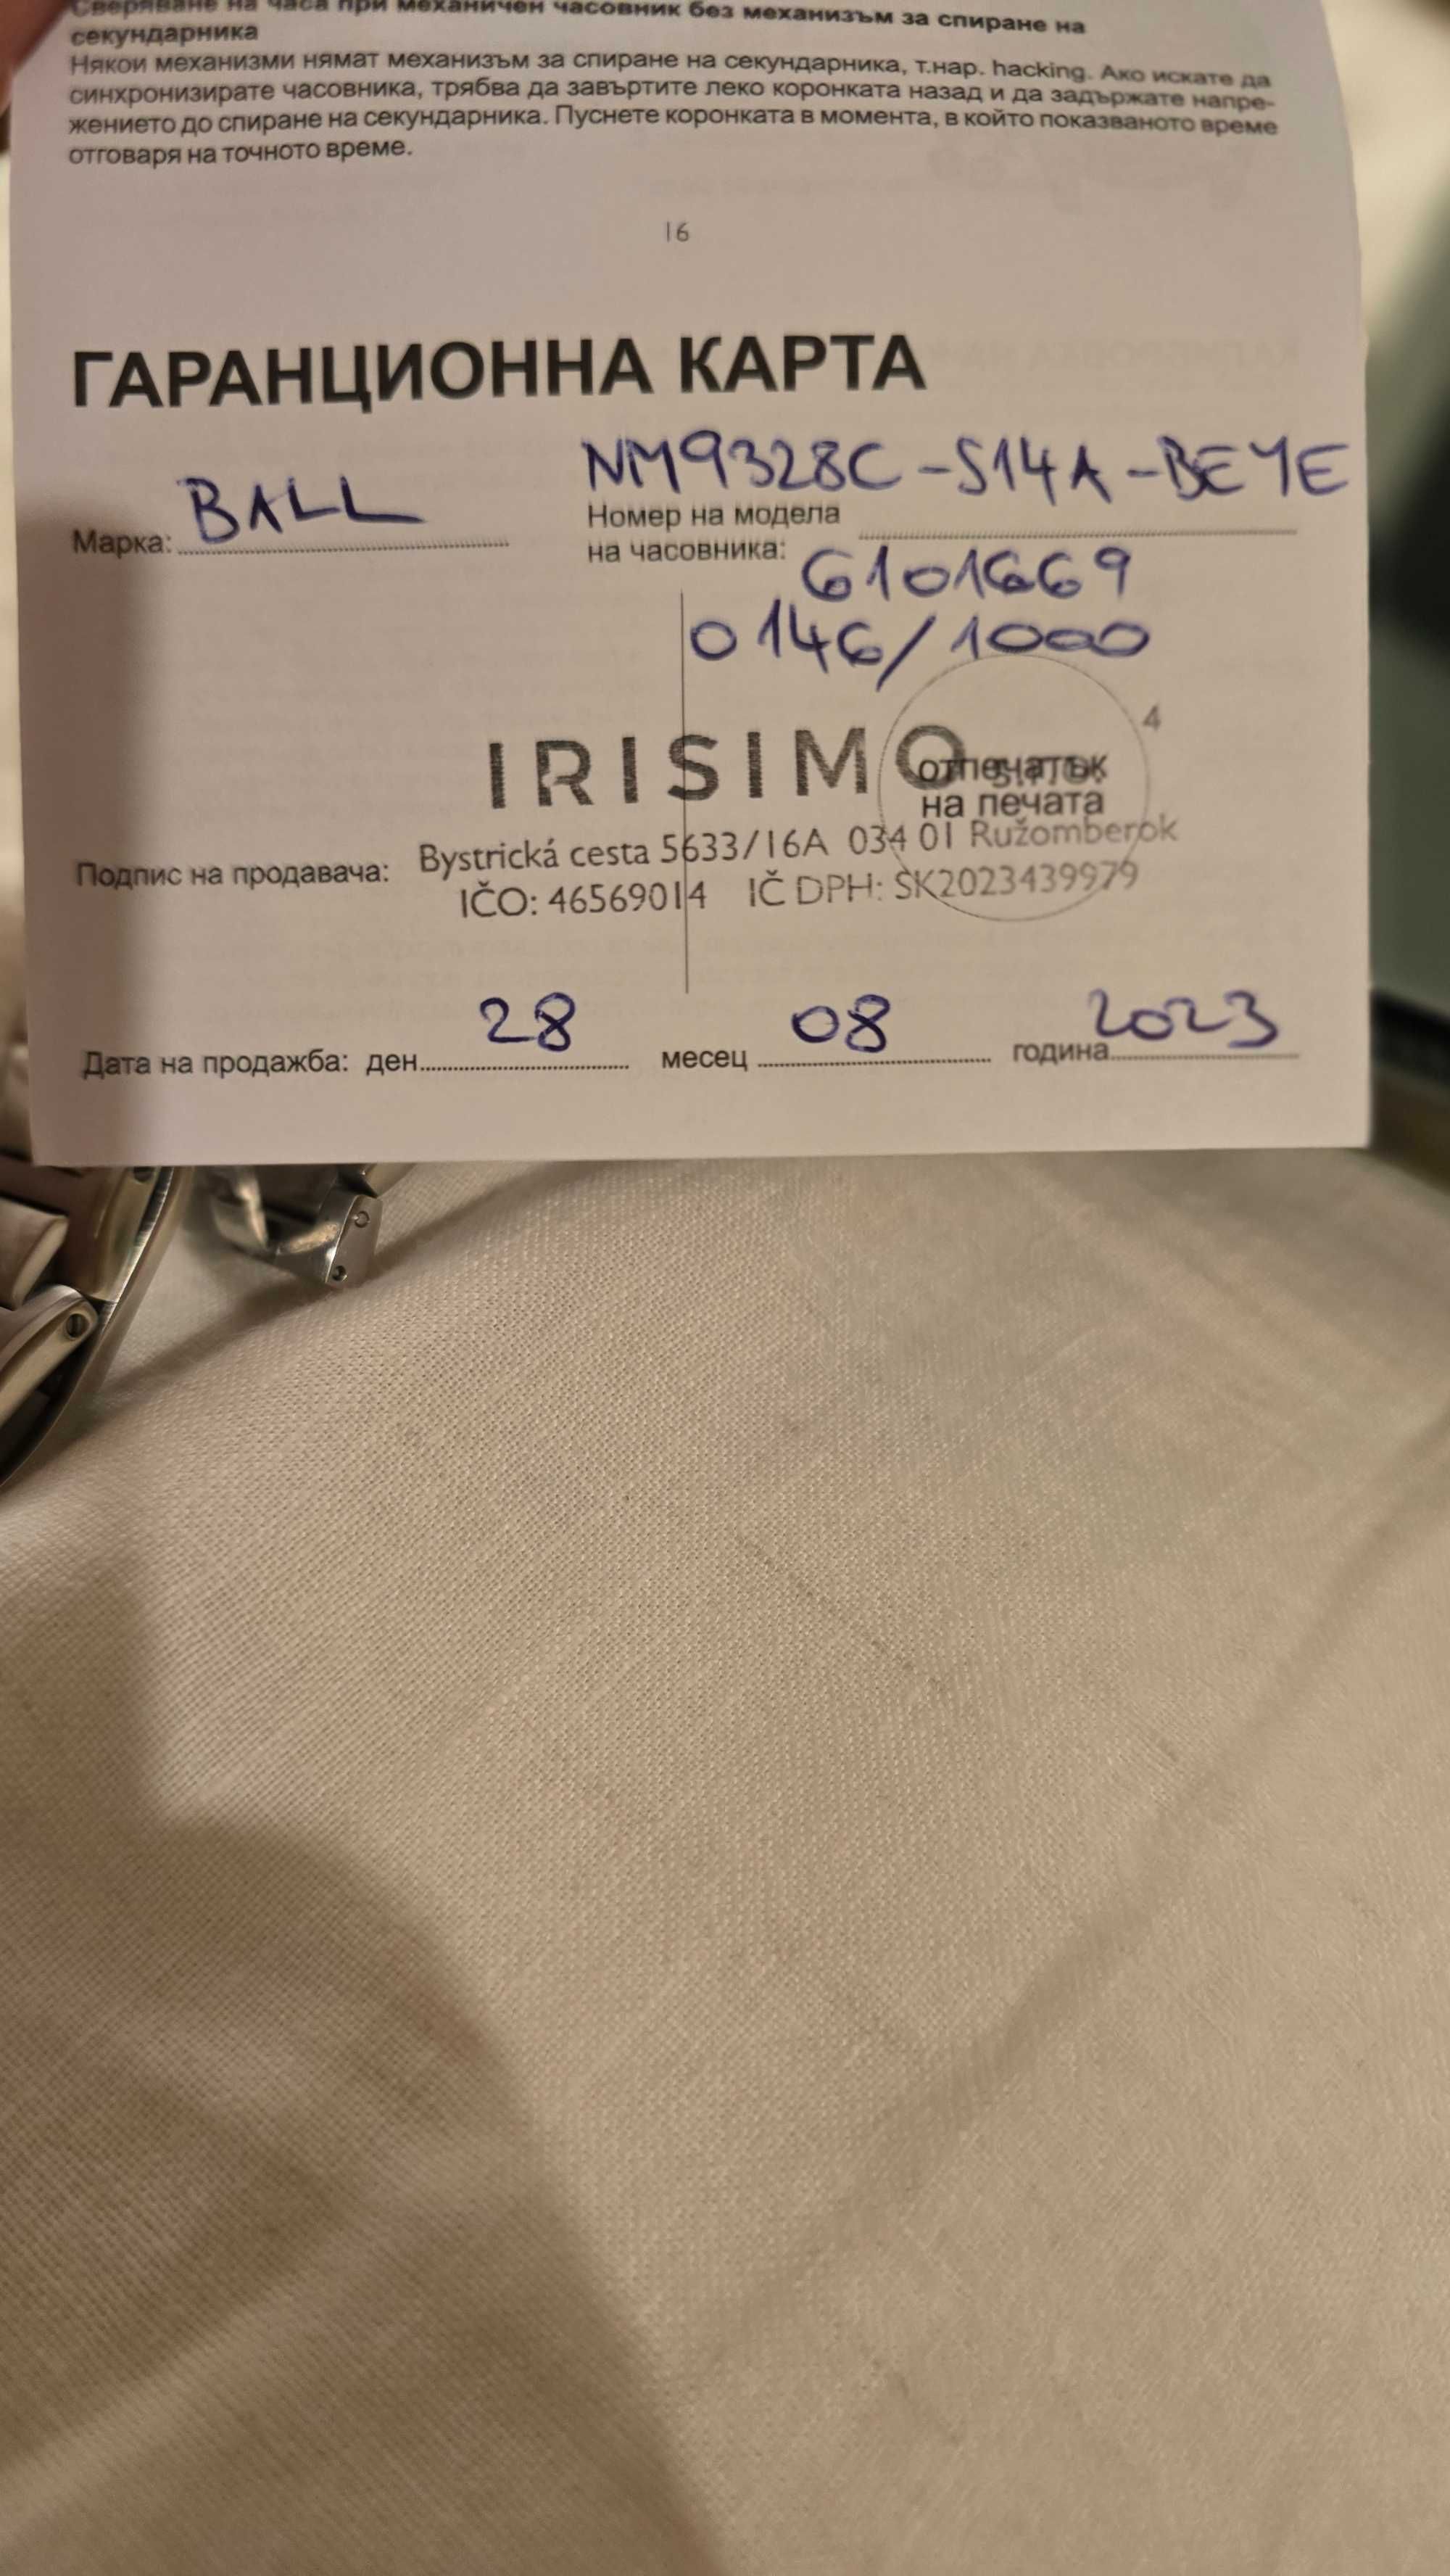 Сверяване на часа при механичен часовник без механизъм за спиране на
секундарника
Някои механизми нямат механизъм за спиране на секундарника, т.нар. hacking. Ако искате да
синхронизирате часовника, трябва да завъртите леко коронката назад и да задържате напре-
жението до спиране на секундарника. Пуснете коронката в момента, в който показваното време
отговаря на точното време.
16
ГАРАНЦИОННА КАРТА
Марка: BALL
NM9328C-S14A-BEYE
Номер на модела
на часовника:
6101669
0146/1000
4
IRISIMO
отпечатък
на печата
Подпис на продавача:
Bystrická cesta 5633/16A 034 01 Ružomberok
IČO: 46569014 IČ DPH: SK2023439979
Дата на продажба: ден 28 месец 08 година 2023